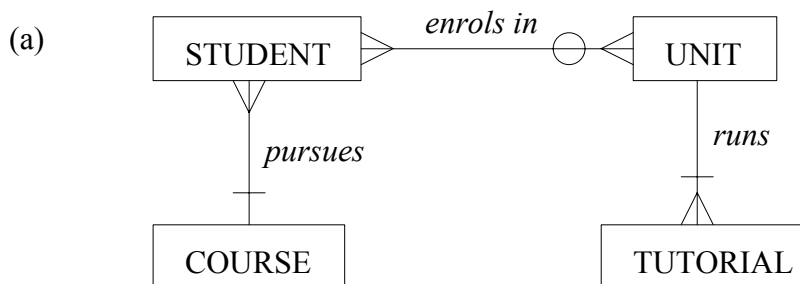 (a)
STUDENT
enrols in
UNIT
pursues
runs
COURSE
TUTORIAL